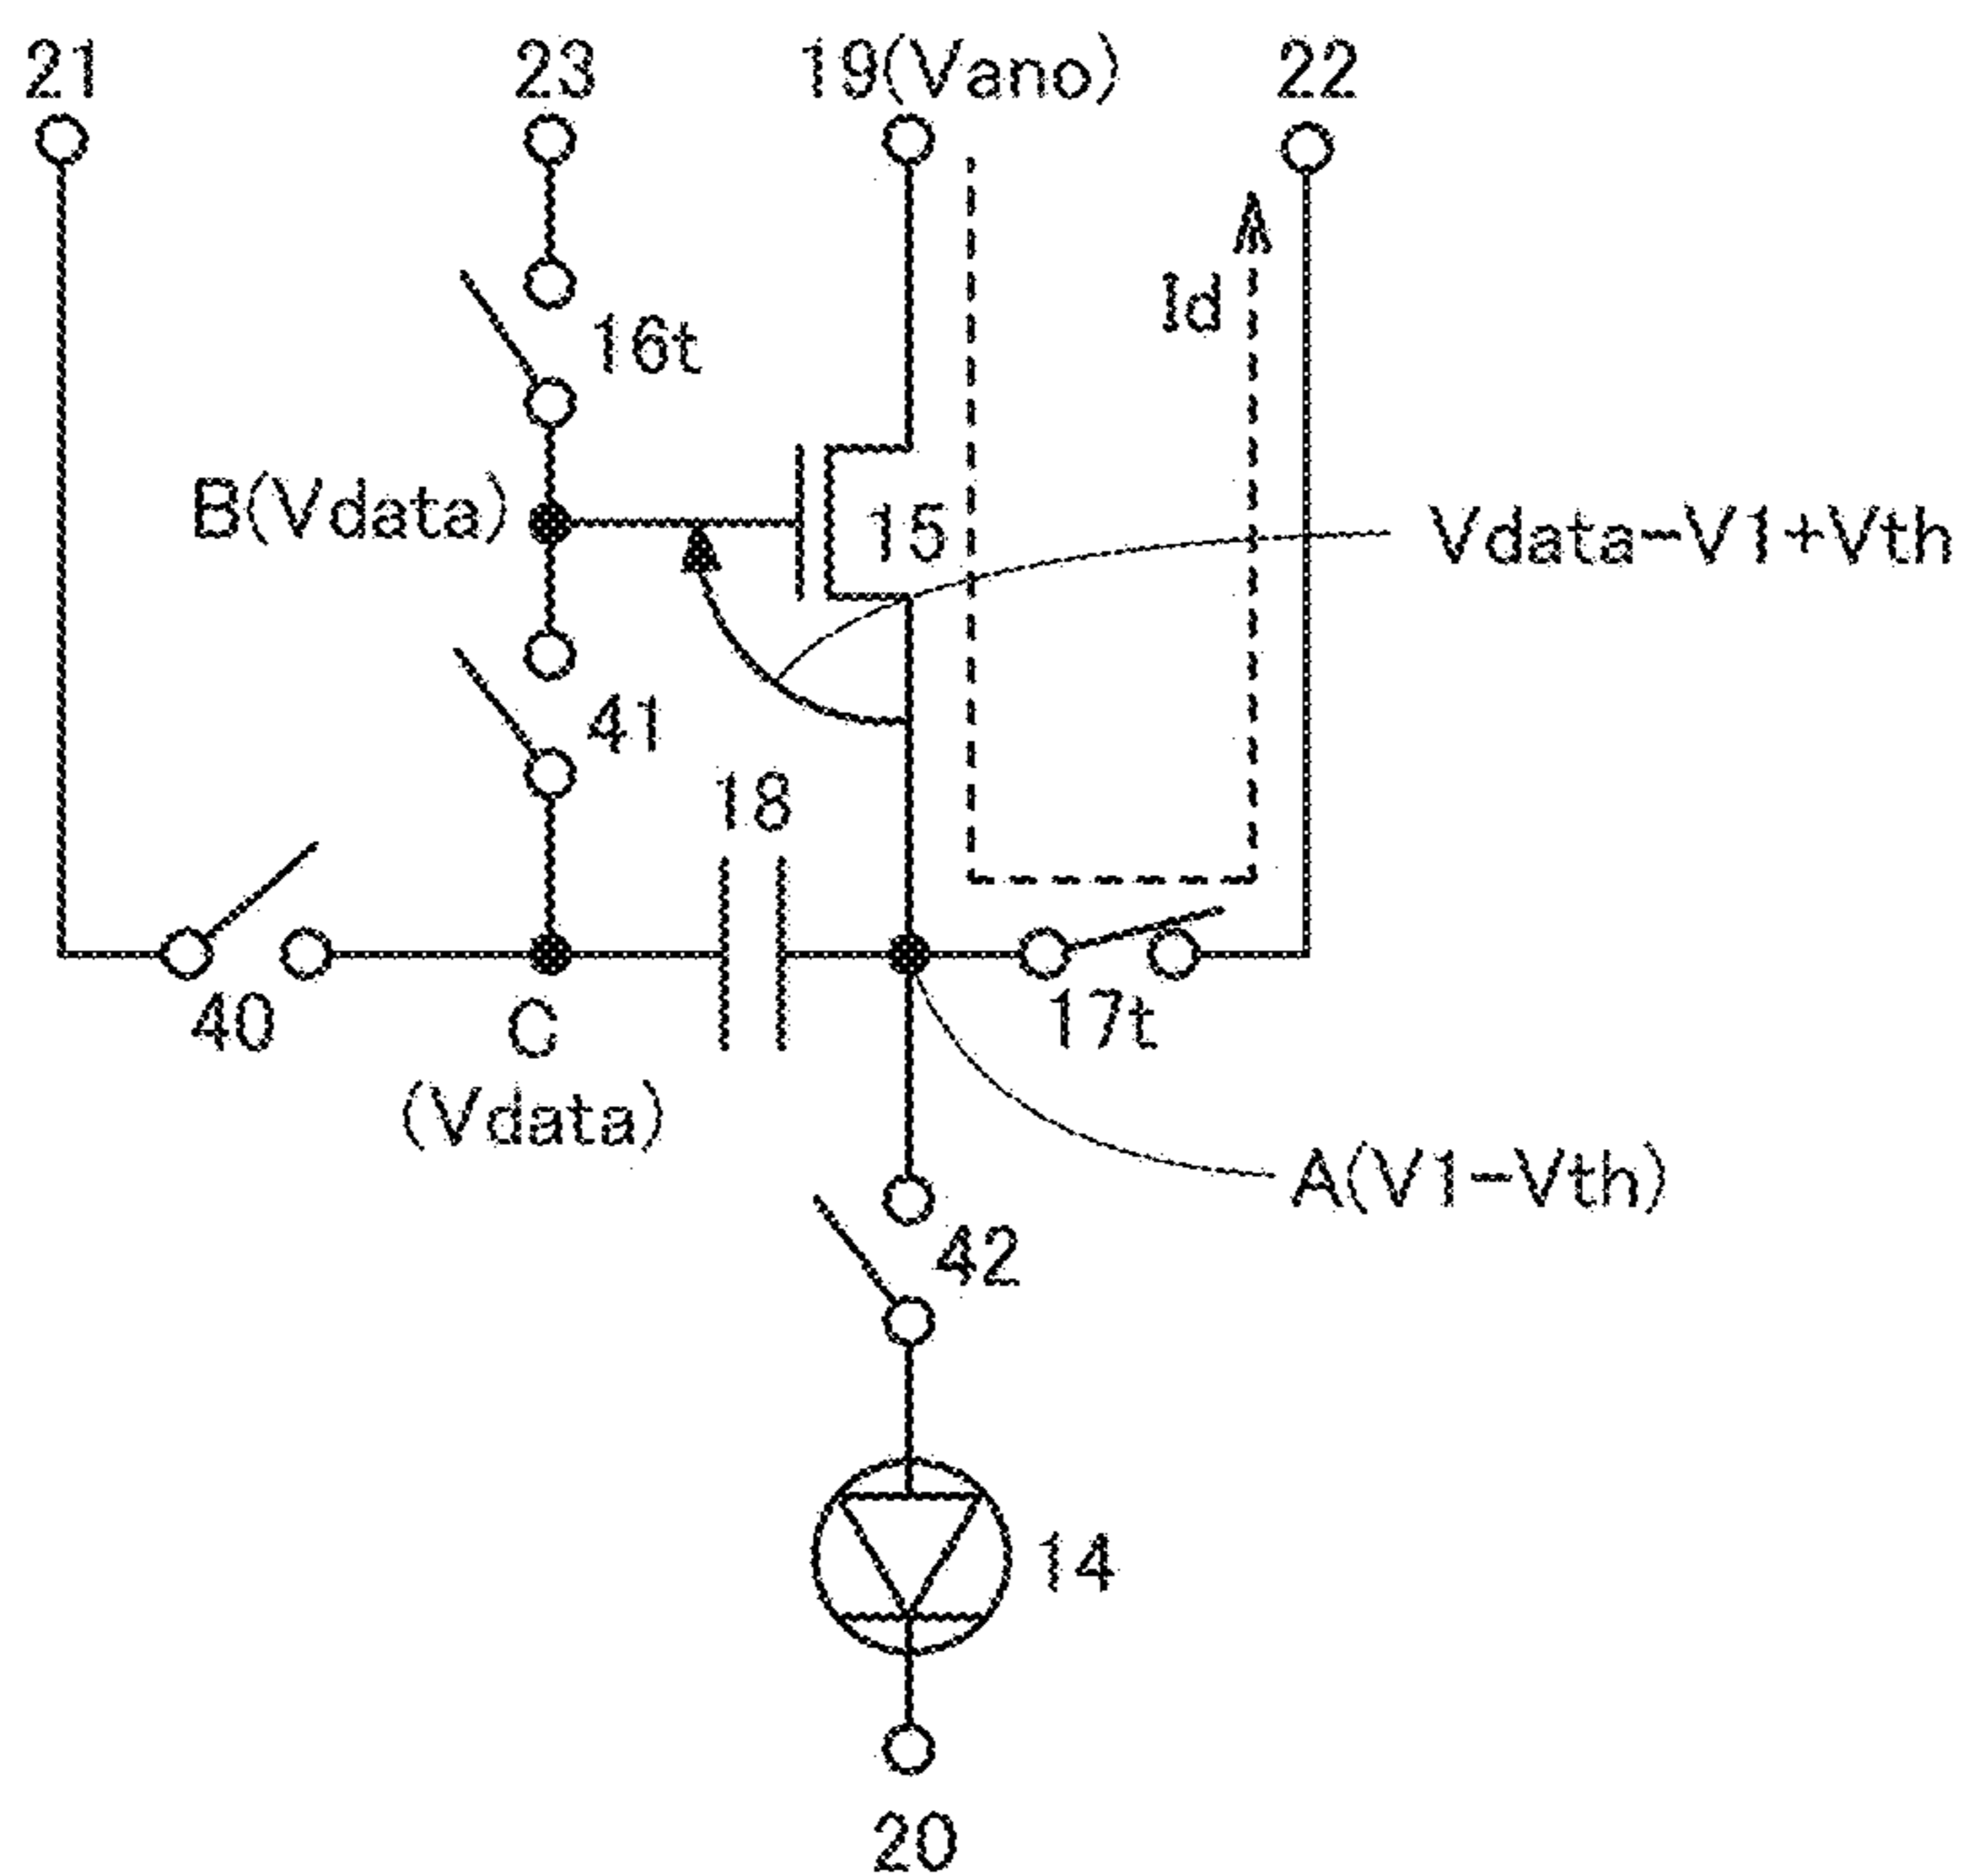 21
23
19(Vano)
22
Id
16t
B(Vdata)
15
Vdata-V1+Vth
41
18
40
C
(Vdata)
17t
A(V1-Vth)
42
14
20